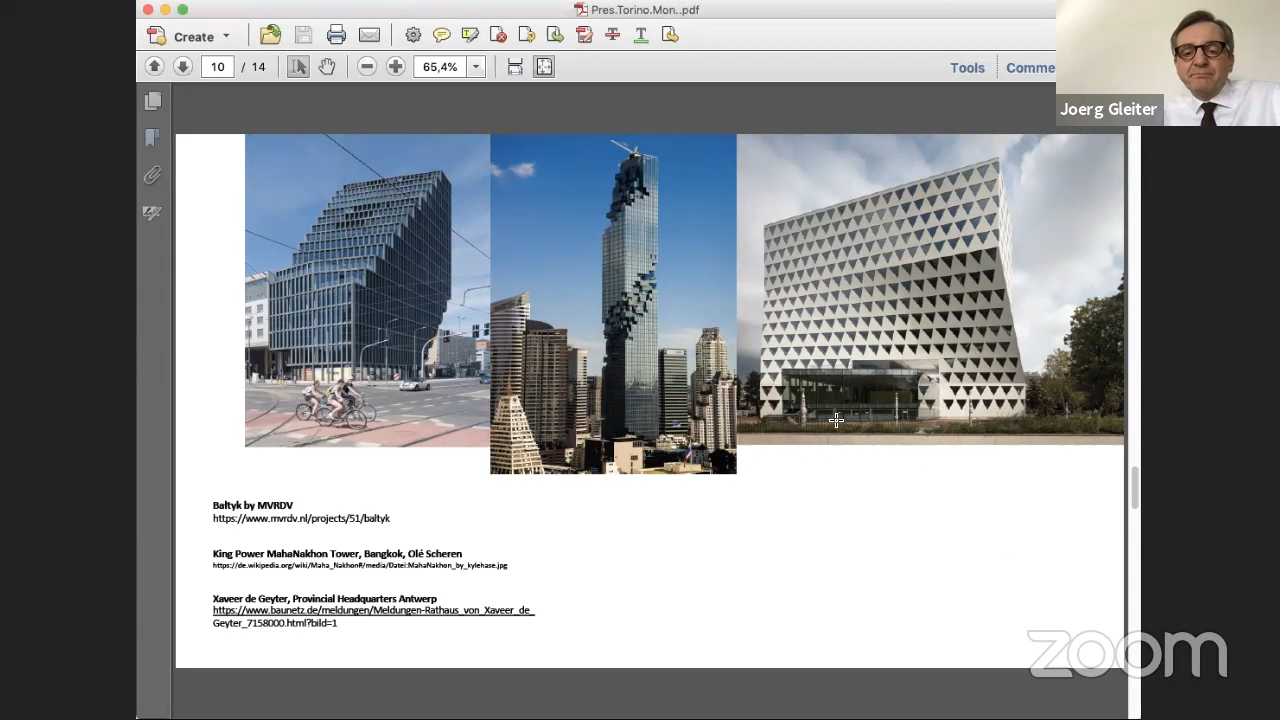 Pres.Torino.Mon..pdf
Create
10 / 14
65,4%
Tools
Comme
Joerg Gleiter
Bałtyk by MVRDV
https://www.mvrdv.nl/projects/51/baltyk
King Power MahaNakhon Tower, Bangkok, Olé Scheren
https://de.wikipedia.org/wiki/Maha_Nakhon#/media/Datei:MahaNakhon_by_kylehase.jpg
Xaveer de Geyter, Provincial Headquarters Antwerp
https://www.baunetz.de/meldungen/Meldungen-Rathaus_von_Xaveer_de_
Geyter_7158000.html?bild=1
zoom